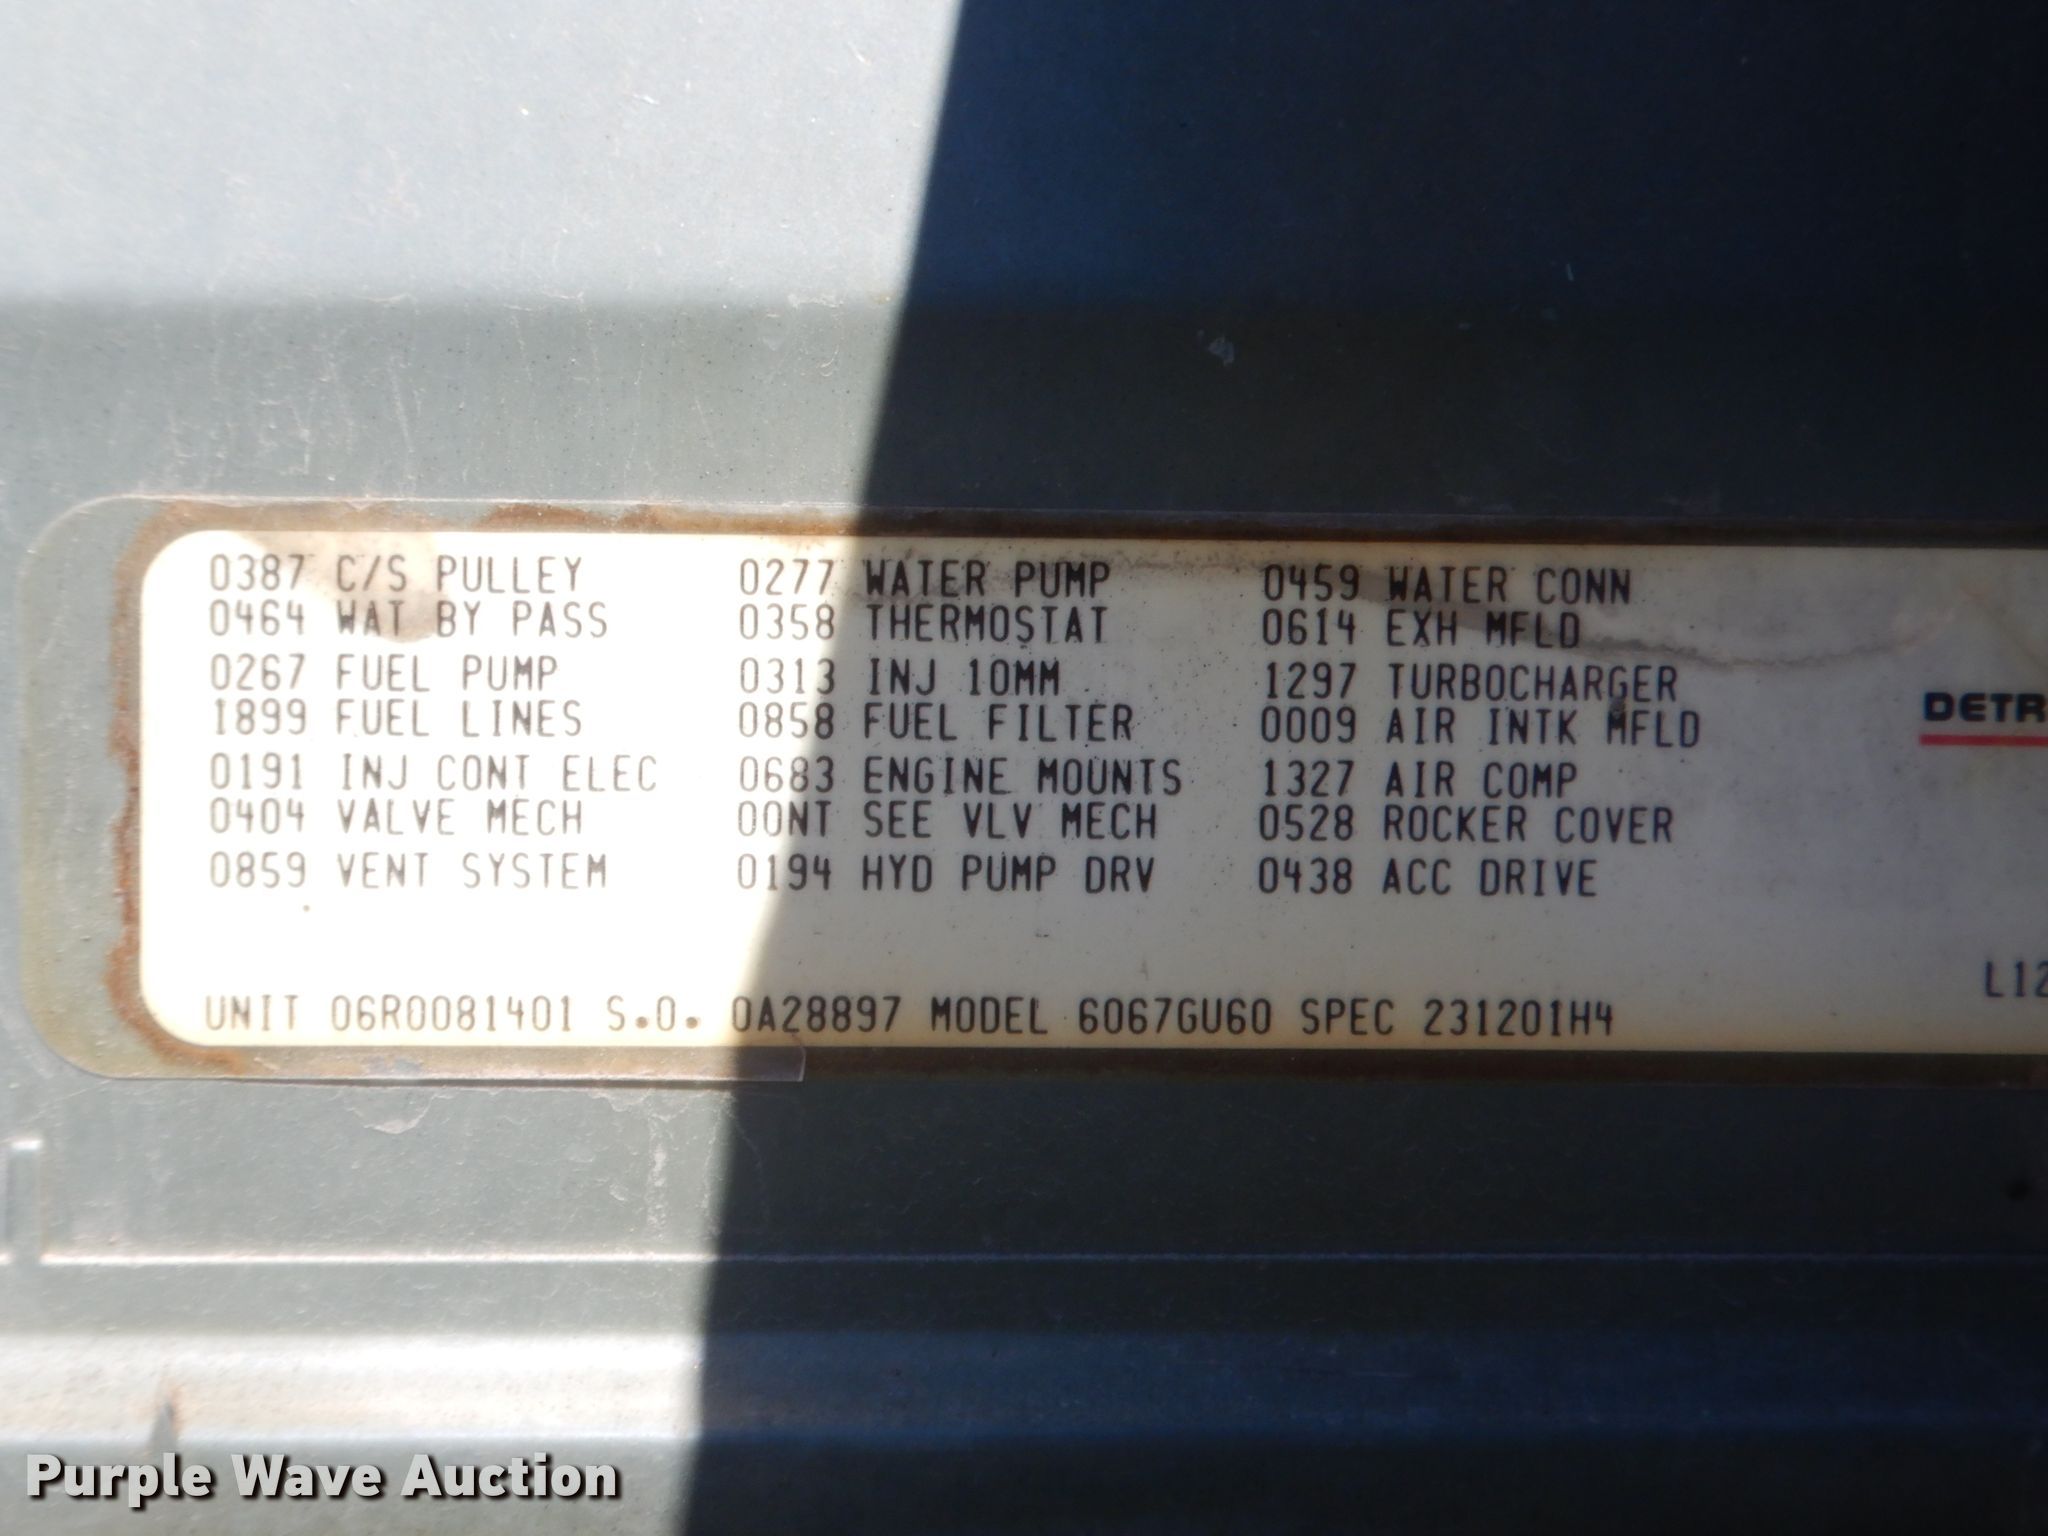 0387 C/S PULLEY 0277 WATER PUMP 0459 WATER CONN
0464 WAT BY PASS 0358 THERMOSTAT 0614 EXH MFLD
0267 FUEL PUMP 0313 INJ 10MM 1297 TURBOCHARGER
1899 FUEL LINES 0858 FUEL FILTER 0009 AIR INTK MFLD
DETR
0191 INJ CONT ELEC 0683 ENGINE MOUNTS 1327 AIR COMP
0404 VALVE MECH 00NT SEE VLV MECH 0528 ROCKER COVER
0859 VENT SYSTEM 0194 HYD PUMP DRV 0438 ACC DRIVE
L12
UNIT 06R0081401 S.O. 0A28897 MODEL 6067GU60 SPEC 231201H4
Purple Wave Auction